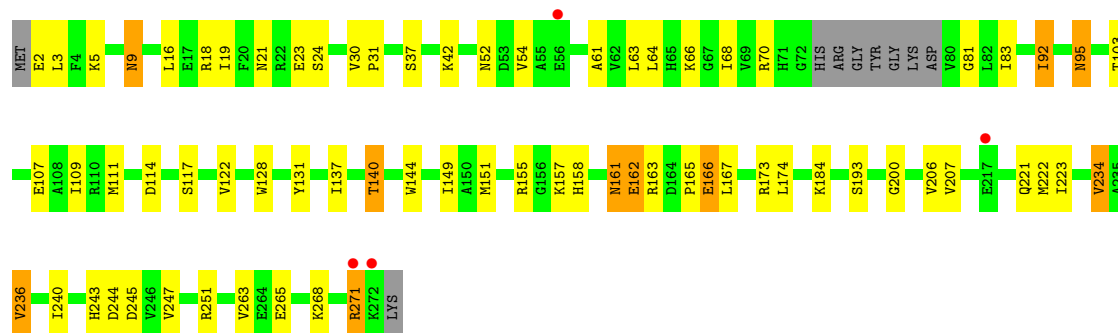 MET E2 L3 F4 K5 N9 L16 E17 R18 I19 F20 N21 R22 E23 S24 V30 P31 S37 K42 N52 D53 V54 A55 E56 A61 V62 L63 L64 H65 K66 G67 I68 V69 R70 H71 G72 HIS ARG GLY TYR GLY LYS ASP V80 G81 L82 I83 I92 N95 T103
E107 A108 I109 R110 M111 D114 S117 V122 W128 Y131 I137 T140 W144 I149 A150 M151 R155 G156 K157 H158 N161 E162 R163 D164 P165 E166 L167 R173 L174 K184 S193 G200 V206 V207 E217 Q221 M222 I223 V234 A235
V236 I240 H243 D244 D245 V246 V247 R251 V263 E264 E265 K268 R271 K272 LYS